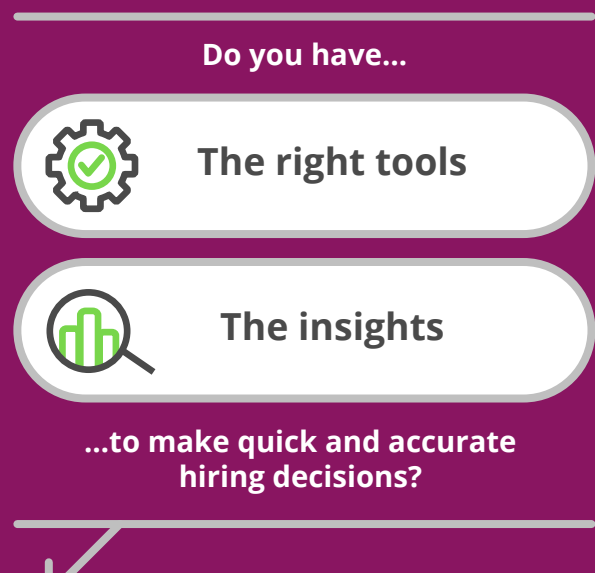 Do you have...
The right tools
The insights
...to make quick and accurate
hiring decisions?